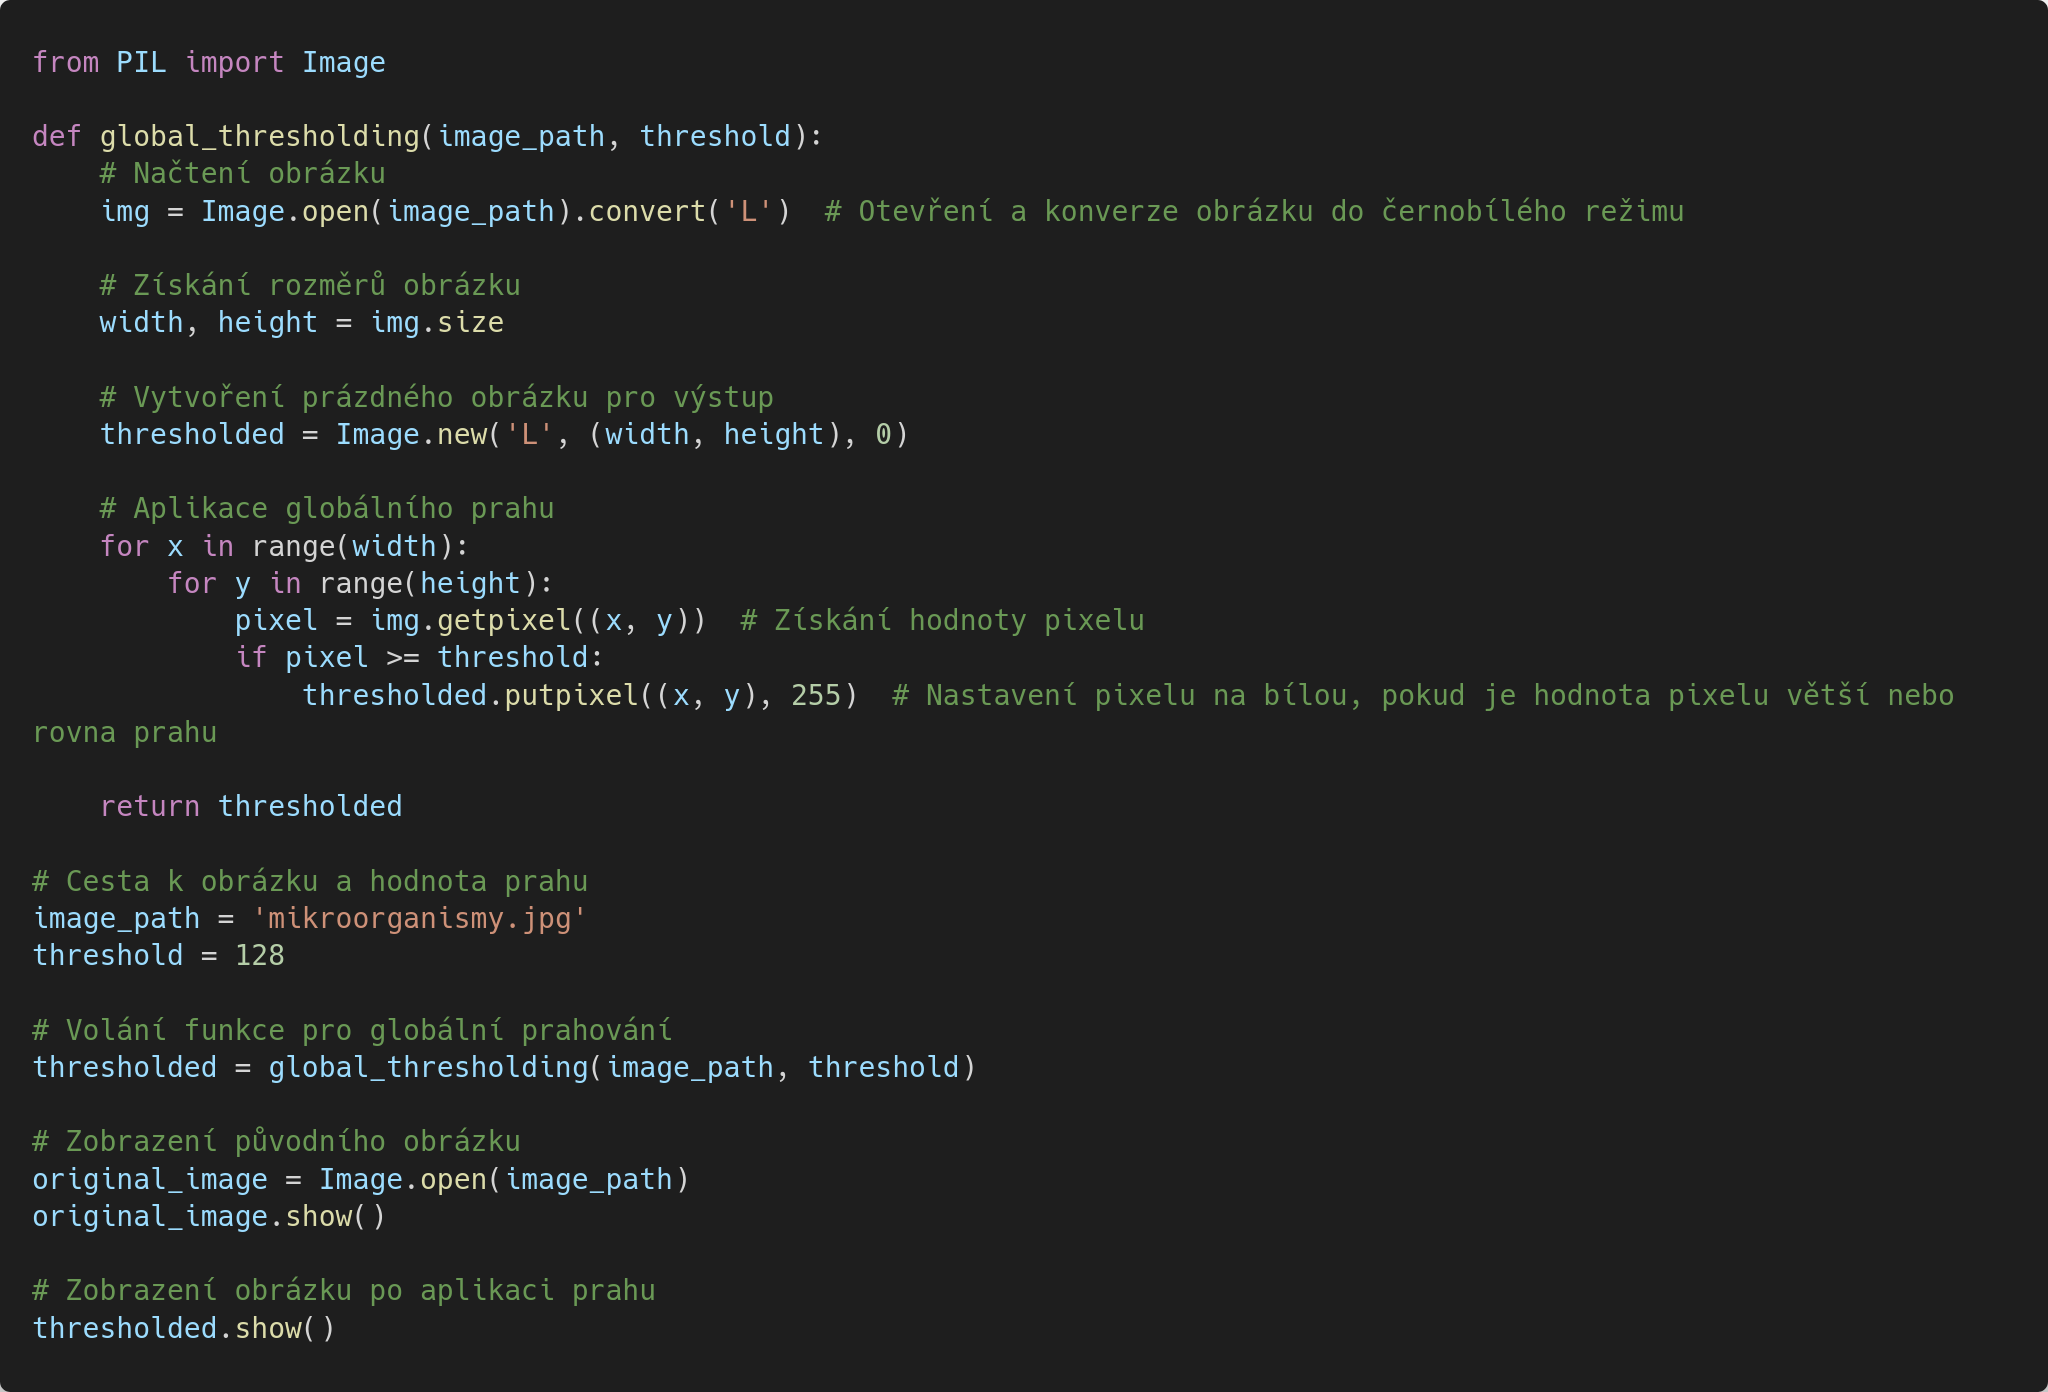 from PIL import Image
def global_thresholding(image_path, threshold):
    # Načtení obrázku
    img = Image.open(image_path).convert('L')  # Otevření a konverze obrázku do černobílého režimu
    # Získání rozměrů obrázku
    width, height = img.size
    # Vytvoření prázdného obrázku pro výstup
    thresholded = Image.new('L', (width, height), 0)
    # Aplikace globálního prahu
    for x in range(width):
        for y in range(height):
            pixel = img.getpixel((x, y))  # Získání hodnoty pixelu
            if pixel >= threshold:
                thresholded.putpixel((x, y), 255)  # Nastavení pixelu na bílou, pokud je hodnota pixelu větší nebo
rovna prahu
    return thresholded
# Cesta k obrázku a hodnota prahu
image_path = 'mikroorganismy.jpg'
threshold = 128
# Volání funkce pro globální prahování
thresholded = global_thresholding(image_path, threshold)
# Zobrazení původního obrázku
original_image = Image.open(image_path)
original_image.show()
# Zobrazení obrázku po aplikaci prahu
thresholded.show()